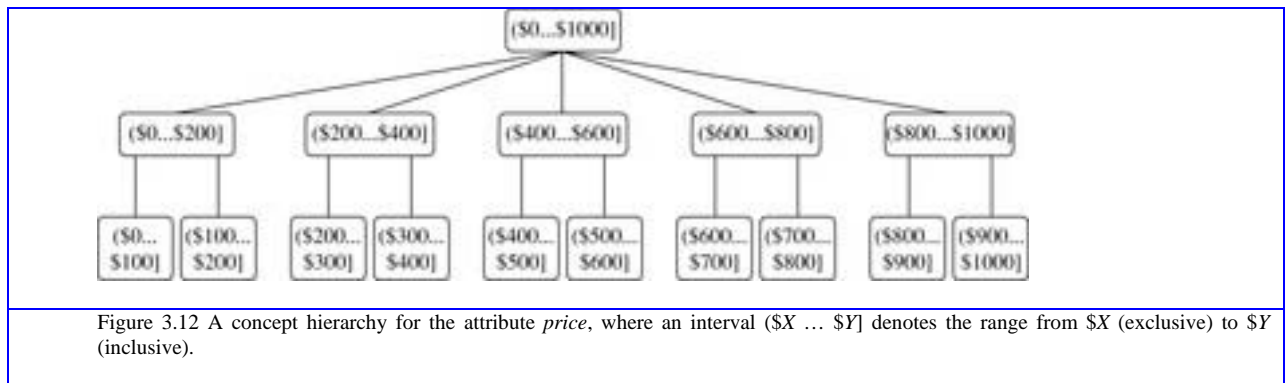 ($0...$1000]
($0...$200] ($200...$400] ($400...$600] ($600...$800] ($800...$1000]
($0... ($100... ($200... ($300... ($400... ($500... ($600... ($700... ($800... ($900...
$100] $200] $300] $400] $500] $600] $700] $800] $900] $1000]
Figure 3.12 A concept hierarchy for the attribute price, where an interval ($X … $Y] denotes the range from $X (exclusive) to $Y
(inclusive).